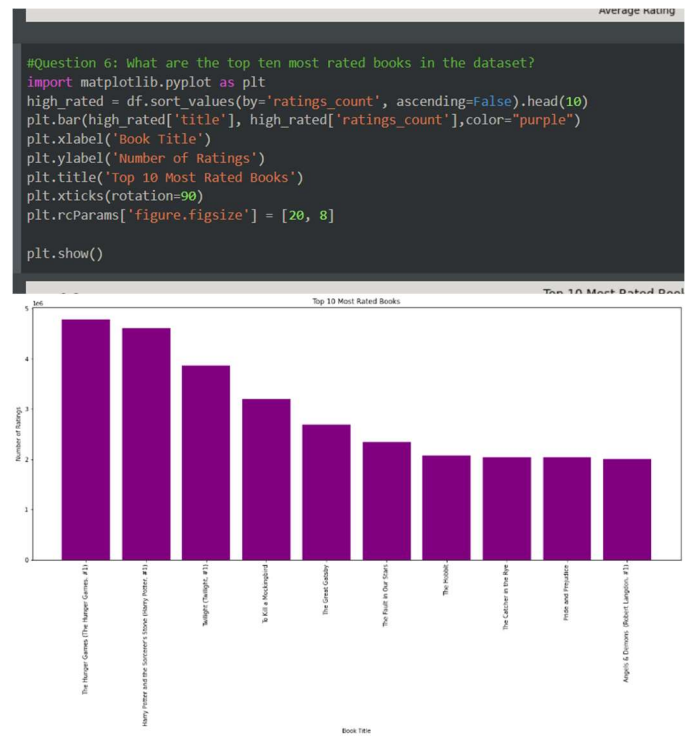 Average Rating
#Question 6: What are the top ten most rated books in the dataset?
import matplotlib.pyplot as plt
high_rated = df.sort_values(by='ratings_count', ascending=False).head(10)
plt.bar(high_rated['title'], high_rated['ratings_count'],color="purple")
plt.xlabel('Book Title')
plt.ylabel('Number of Ratings')
plt.title('Top 10 Most Rated Books')
plt.xticks(rotation=90)
plt.rcParams['figure.figsize'] = [20, 8]
plt.show()
Top 10 Most Rated Book
Top 10 Most Rated Books
1e6
5
4
3
2
1
0
Number of Ratings
The Hunger Games (The Hunger Games, #1)
Harry Potter and the Sorcerer's Stone (Harry Potter, #1)
Twilight (Twilight, #1)
To Kill a Mockingbird
The Great Gatsby
The Fault in Our Stars
The Hobbit
The Catcher in the Rye
Pride and Prejudice
Angels & Demons (Robert Langdon, #1)
Book Title